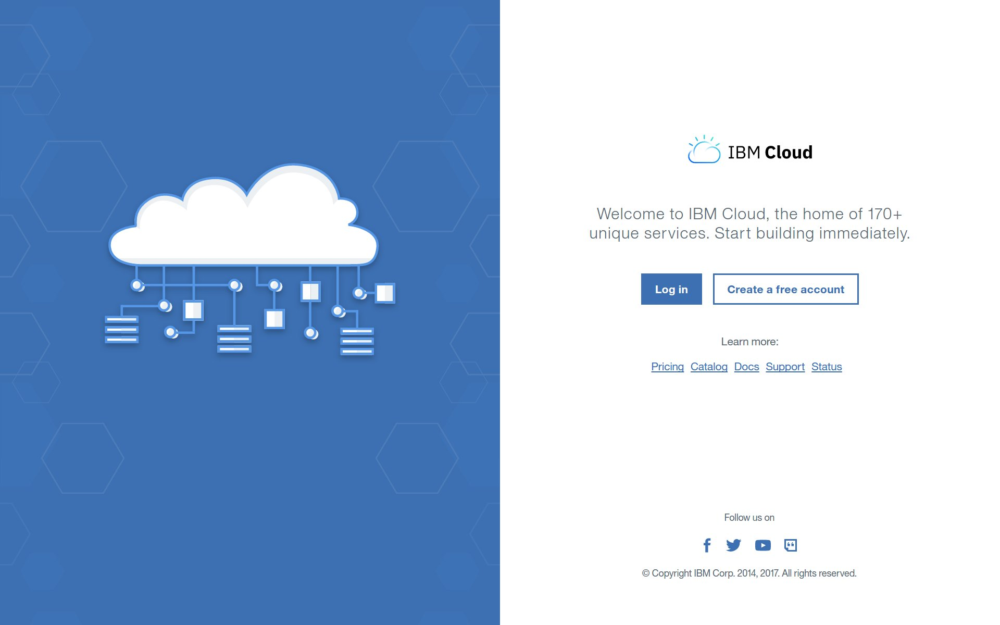 IBM Cloud
Welcome to IBM Cloud, the home of 170+
unique services. Start building immediately.
Log in
Create a free account
Learn more:
Pricing Catalog Docs Support Status
Follow us on
© Copyright IBM Corp. 2014, 2017. All rights reserved.